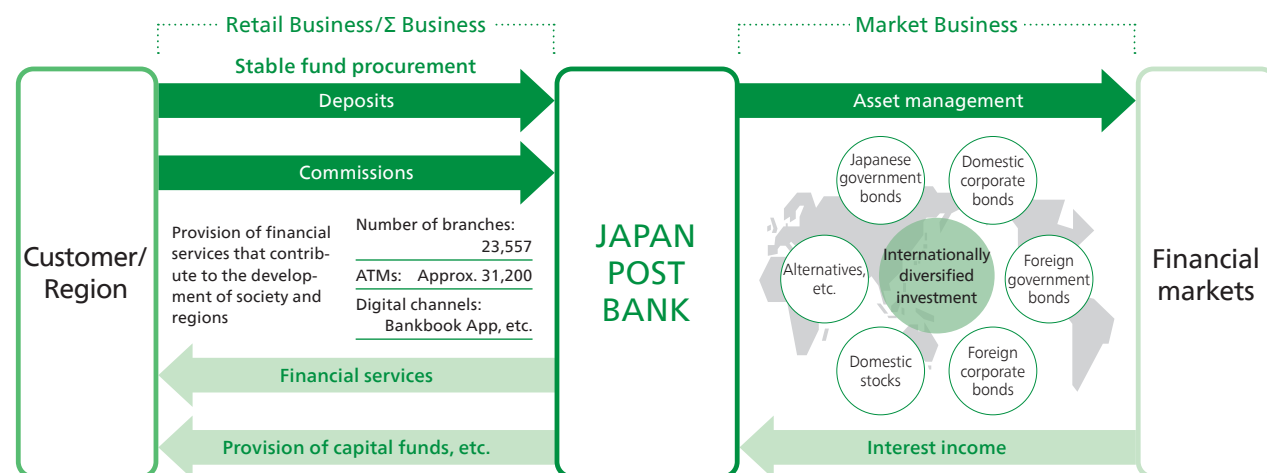 Retail Business/Σ Business
Market Business
Stable fund procurement
Deposits
Commissions
Provision of financial
services that contrib-
ute to the develop-
ment of society and
regions
Number of branches:
23,557
ATMs: Approx. 31,200
Digital channels:
Bankbook App, etc.
Financial services
Provision of capital funds, etc.
Customer/
Region
JAPAN
POST
BANK
Asset management
Japanese
government
bonds
Domestic
corporate
bonds
Alternatives,
etc.
Internationally
diversified
investment
Foreign
government
bonds
Domestic
stocks
Foreign
corporate
bonds
Interest income
Financial
markets